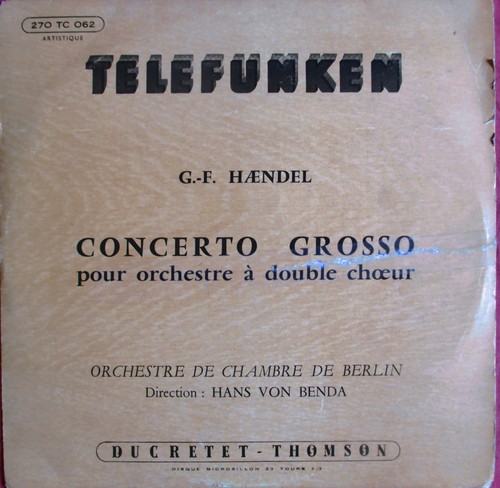 270 TC 062
ARTISTIQUE
TELEFUNKEN
G.-F. HÆNDEL
CONCERTO GROSSO
pour orchestre à double chœur
ORCHESTRE DE CHAMBRE DE BERLIN
Direction : HANS VON BENDA
DUCRETET-THOMSON
DISQUE MICROSILLON 33 TOURS 1/3